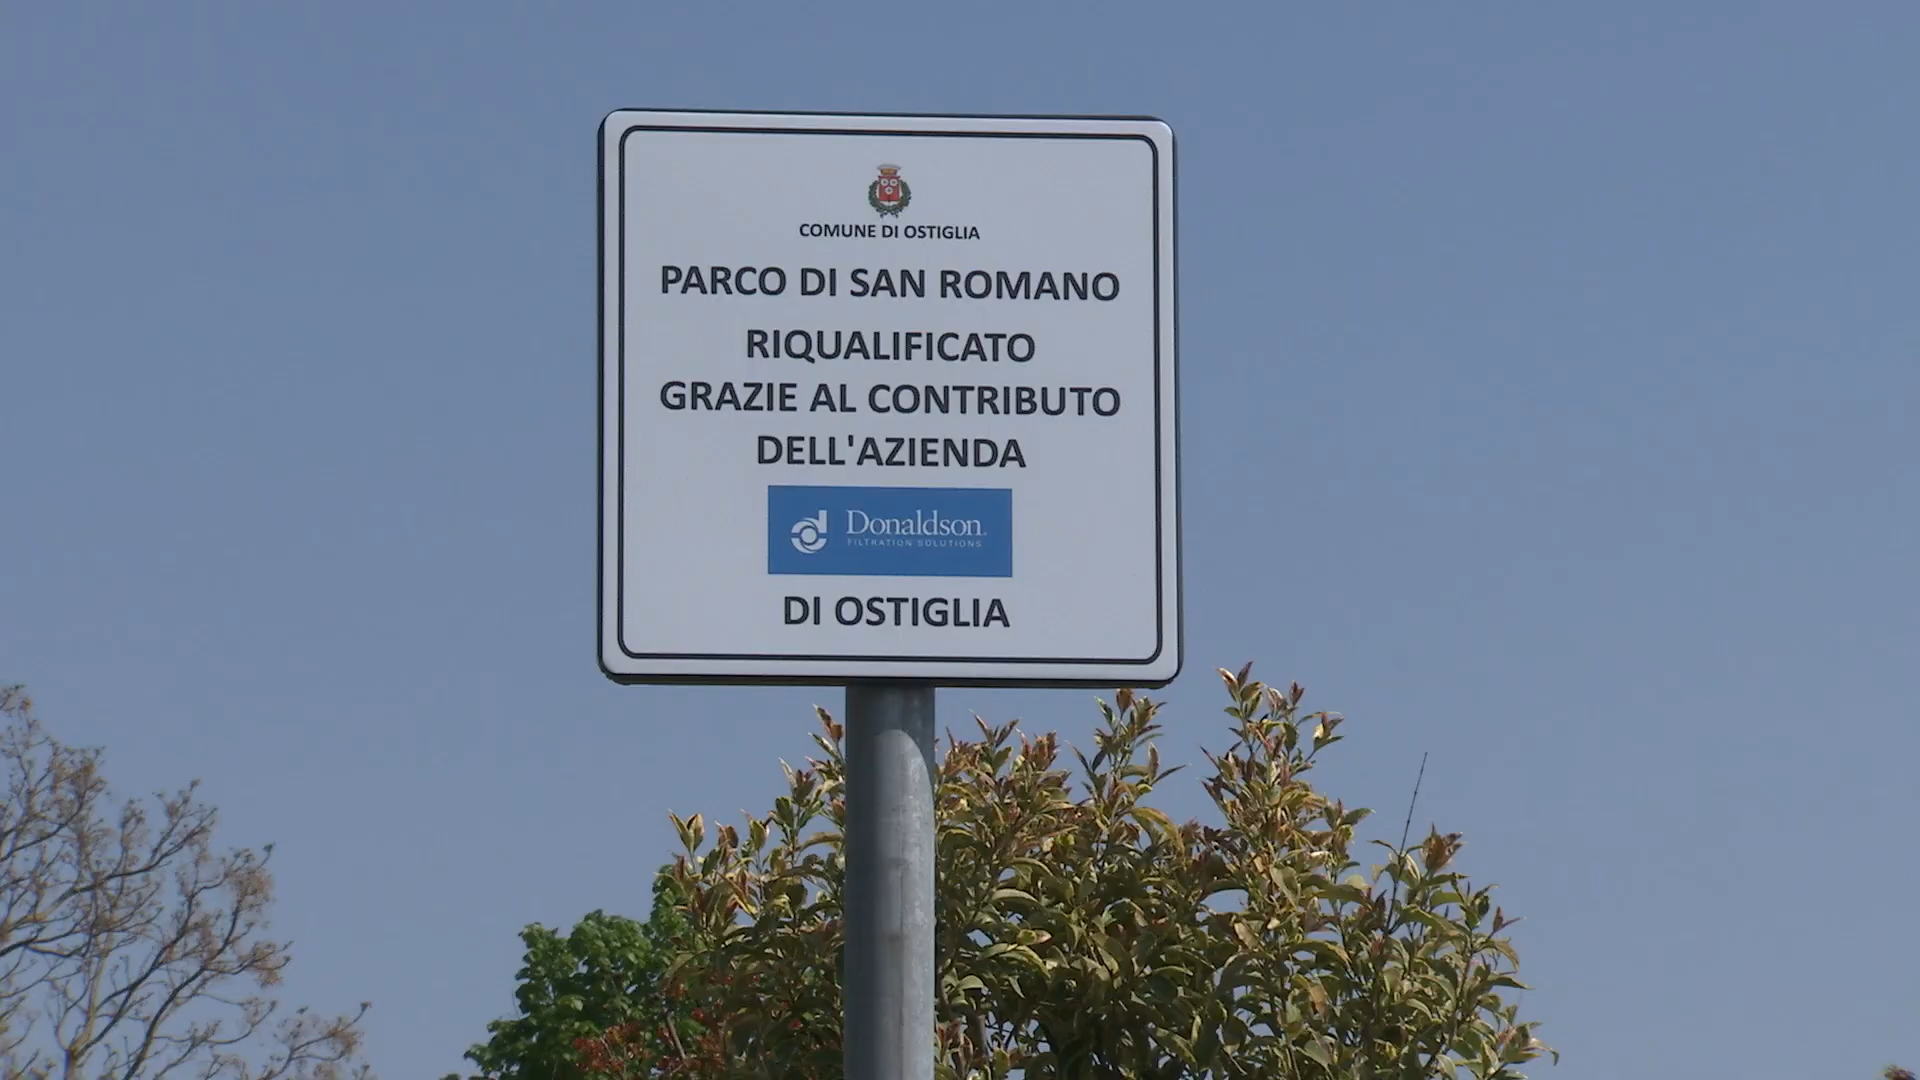 COMUNE DI OSTIGLIA
PARCO DI SAN ROMANO
RIQUALIFICATO
GRAZIE AL CONTRIBUTO
DELL'AZIENDA
Donaldson.
FILTRATION SOLUTIONS
DI OSTIGLIA